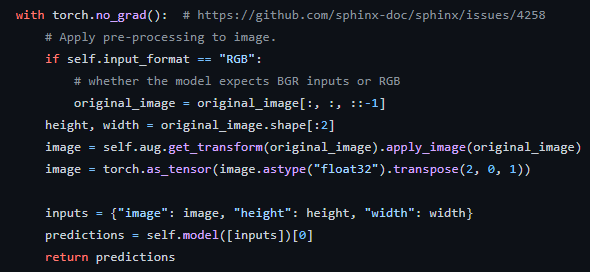 with torch.no_grad():  # https://github.com/sphinx-doc/sphinx/issues/4258
    # Apply pre-processing to image.
    if self.input_format == "RGB":
        # whether the model expects BGR inputs or RGB
        original_image = original_image[:, :, ::-1]
    height, width = original_image.shape[:2]
    image = self.aug.get_transform(original_image).apply_image(original_image)
    image = torch.as_tensor(image.astype("float32").transpose(2, 0, 1))

    inputs = {"image": image, "height": height, "width": width}
    predictions = self.model([inputs])[0]
    return predictions